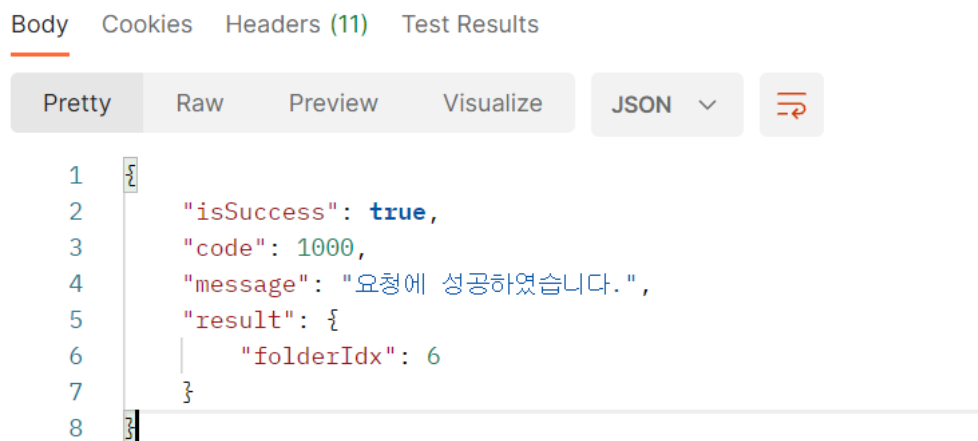 Body Cookies Headers (11) Test Results
Pretty Raw Preview Visualize JSON
1 {
2 "isSuccess": true,
3 "code": 1000,
4 "message": "요청에 성공하였습니다.",
5 "result": {
6 "folderIdx": 6
7 }
8 }